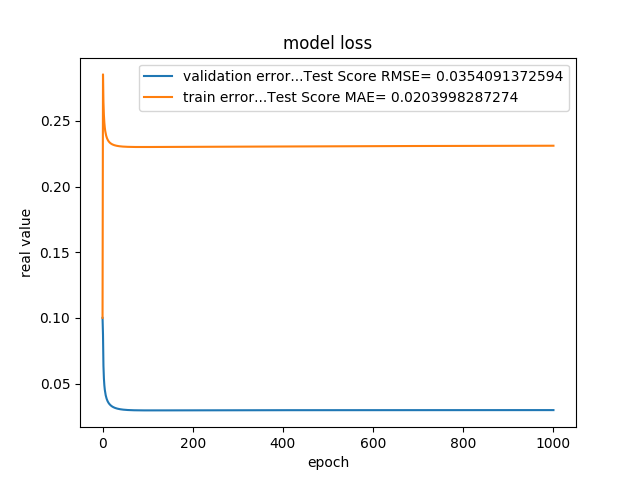 model loss
validation error...Test Score RMSE= 0.0354091372594
train error...Test Score MAE= 0.0203998287274
real value
0.25
0.20
0.15
0.10
0.05
0 200 400 600 800 1000
epoch